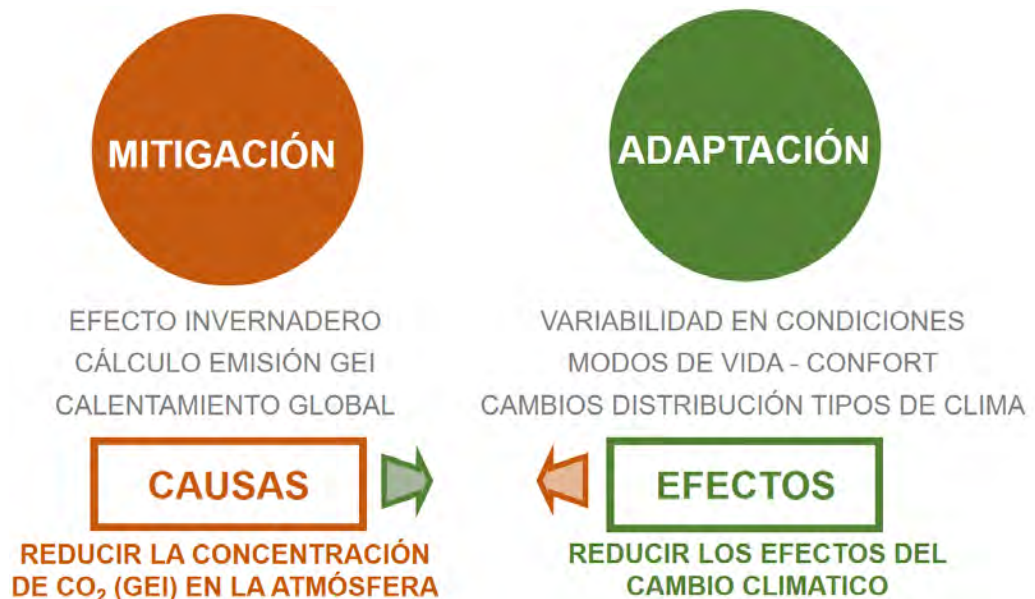 MITIGACIÓN
EFECTO INVERNADERO
CÁLCULO EMISIÓN GEI
CALENTAMIENTO GLOBAL
CAUSAS
REDUCIR LA CONCENTRACIÓN
DE CO₂ (GEI) EN LA ATMÓSFERA
ADAPTACIÓN
VARIABILIDAD EN CONDICIONES
MODOS DE VIDA - CONFORT
CAMBIOS DISTRIBUCIÓN TIPOS DE CLIMA
EFECTOS
REDUCIR LOS EFECTOS DEL
CAMBIO CLIMATICO